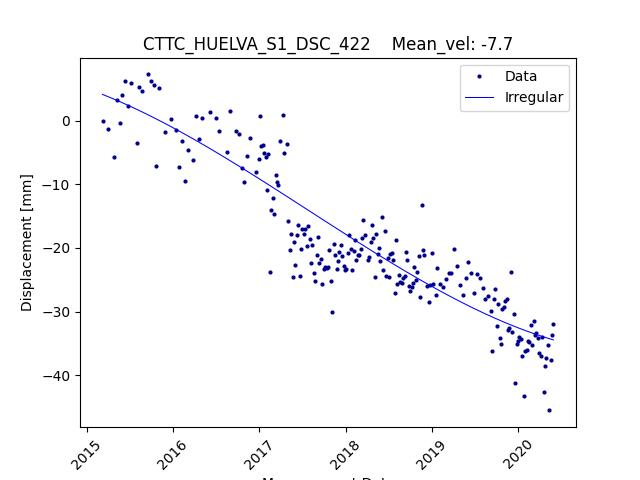 CTTC_HUELVA_S1_DSC_422    Mean_vel: -7.7
Data
Irregular
Displacement [mm]
0
−10
−20
−30
−40
2015
2016
2017
2018
2019
2020